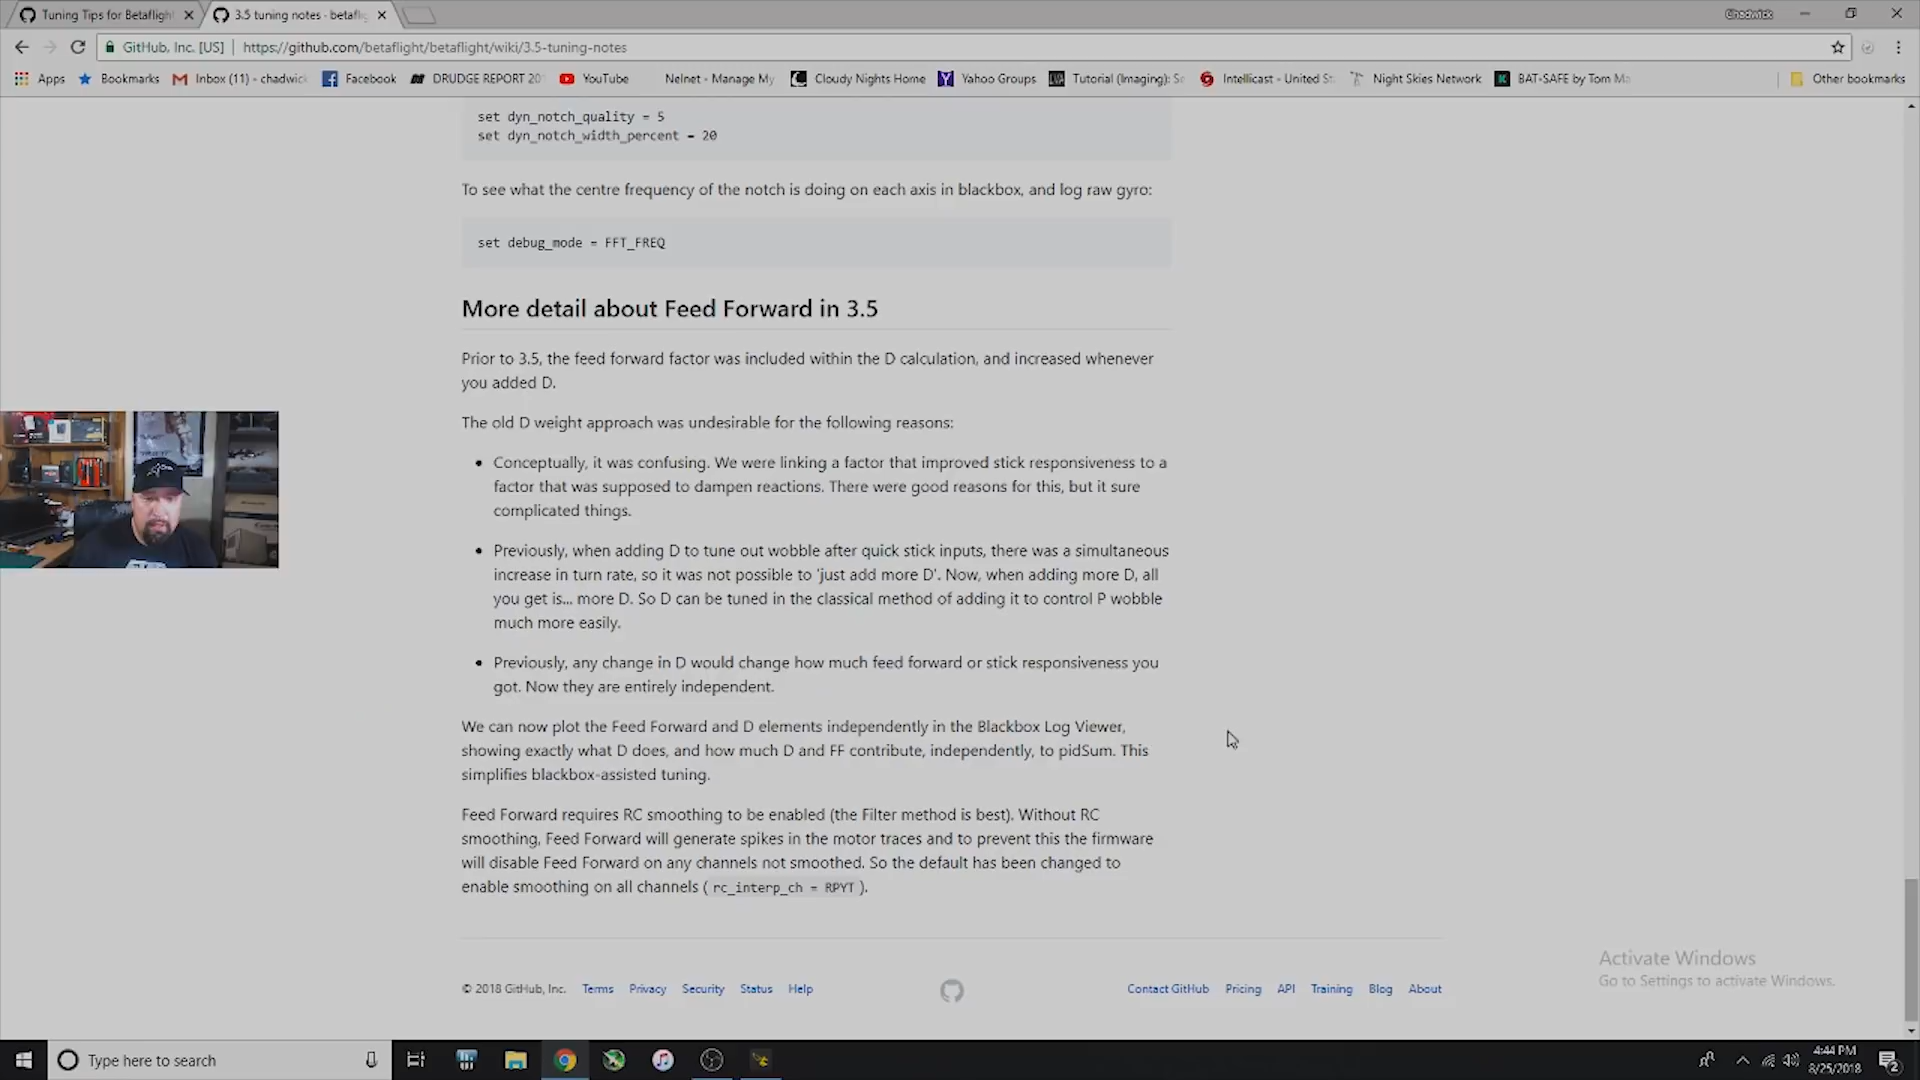 Tuning Tips for Betaflight
3.5 tuning notes · betafli
Chadwick
GitHub, Inc. [US] | https://github.com/betaflight/betaflight/wiki/3.5-tuning-notes
Apps Bookmarks Inbox (11) - chadwic Facebook DRUDGE REPORT 20 YouTube Nelnet - Manage My Cloudy Nights Home Yahoo Groups Tutorial (Imaging): Intellicast - United St Night Skies Network BAT-SAFE by Tom Ma Other bookmarks
set dyn_notch_quality = 5
set dyn_notch_width_percent = 20
To see what the centre frequency of the notch is doing on each axis in blackbox, and log raw gyro:
set debug_mode = FFT_FREQ
More detail about Feed Forward in 3.5
Prior to 3.5, the feed forward factor was included within the D calculation, and increased whenever
you added D.
The old D weight approach was undesirable for the following reasons:
• Conceptually, it was confusing. We were linking a factor that improved stick responsiveness to a
factor that was supposed to dampen reactions. There were good reasons for this, but it sure
complicated things.
• Previously, when adding D to tune out wobble after quick stick inputs, there was a simultaneous
increase in turn rate, so it was not possible to 'just add more D'. Now, when adding more D, all
you get is... more D. So D can be tuned in the classical method of adding it to control P wobble
much more easily.
• Previously, any change in D would change how much feed forward or stick responsiveness you
got. Now they are entirely independent.
We can now plot the Feed Forward and D elements independently in the Blackbox Log Viewer,
showing exactly what D does, and how much D and FF contribute, independently, to pidSum. This
simplifies blackbox-assisted tuning.
Feed Forward requires RC smoothing to be enabled (the Filter method is best). Without RC
smoothing, Feed Forward will generate spikes in the motor traces and to prevent this the firmware
will disable Feed Forward on any channels not smoothed. So the default has been changed to
enable smoothing on all channels ( rc_interp_ch = RPYT ).
© 2018 GitHub, Inc. Terms Privacy Security Status Help
Contact GitHub Pricing API Training Blog About
Activate Windows
Go to Settings to activate Windows.
Type here to search
4:44 PM
8/25/2018
2